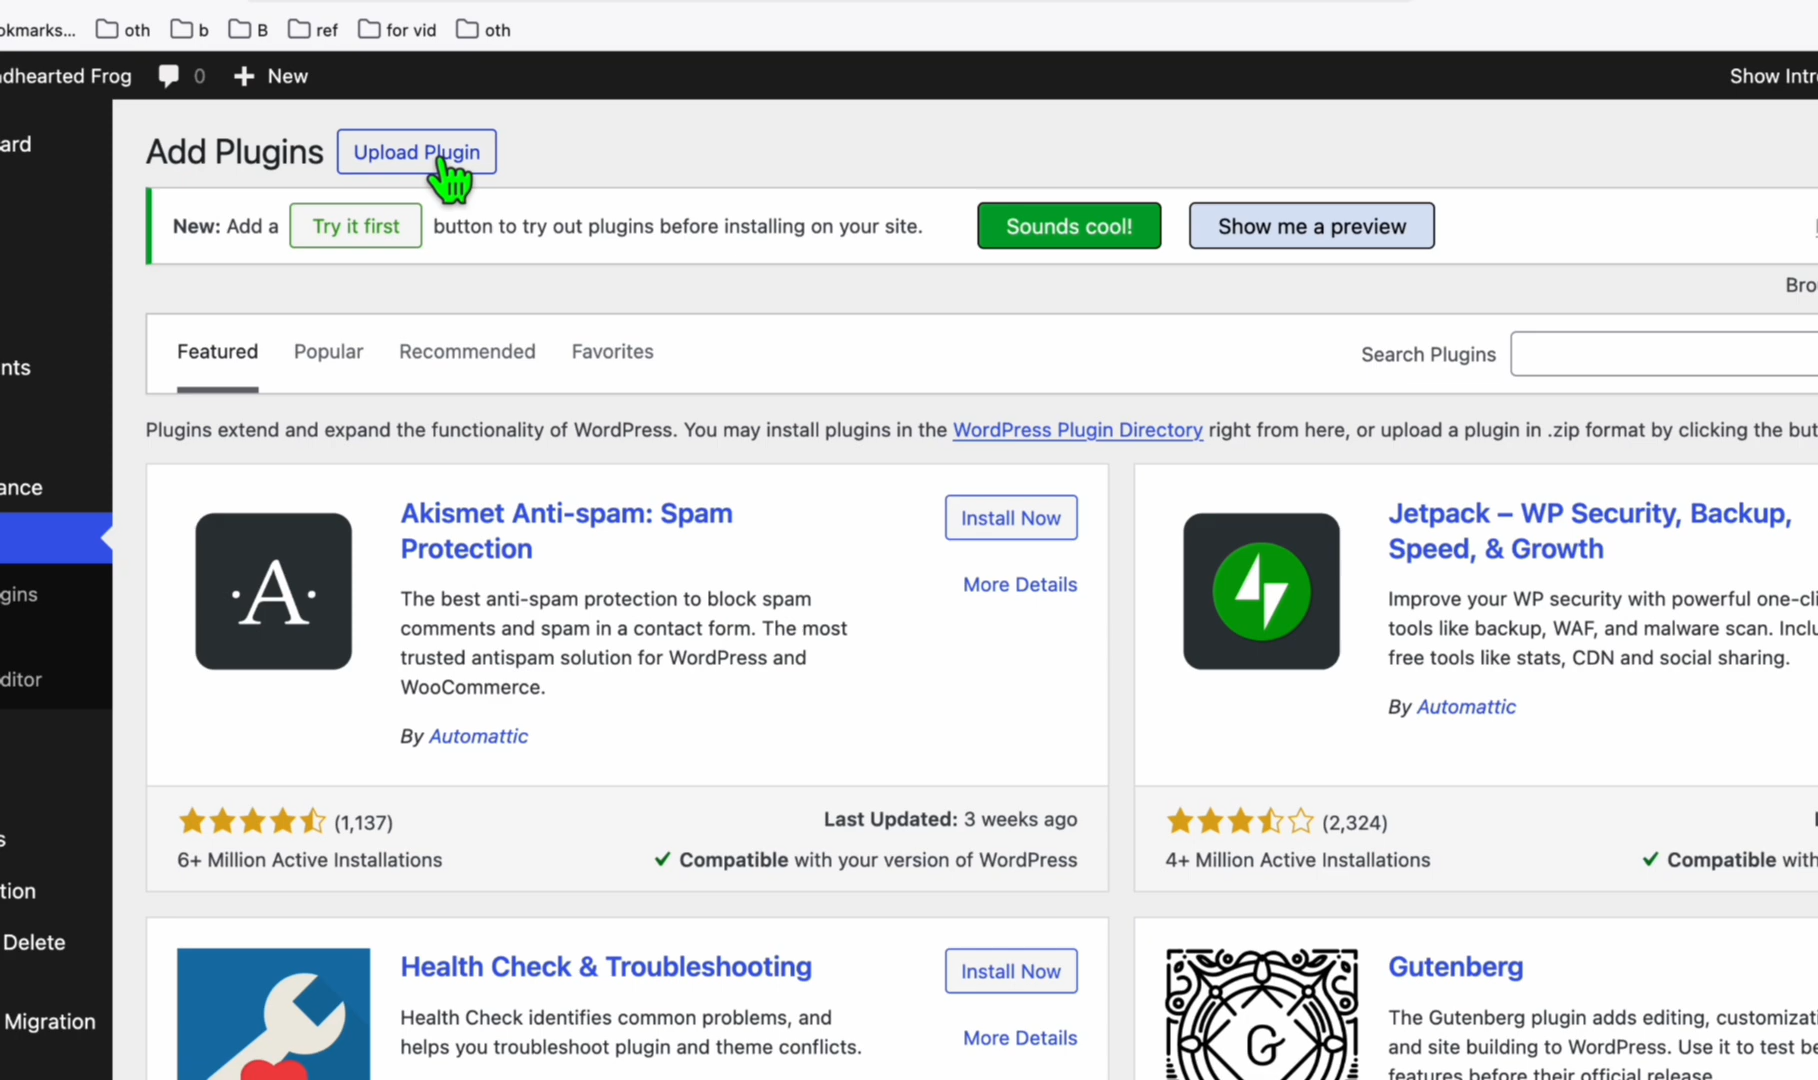 okmarks... oth b B ref for vid oth
dhearted Frog 0 + New Show Intr
ard
Add Plugins Upload Plugin
New: Add a Try it first button to try out plugins before installing on your site. Sounds cool! Show me a preview
Bro
Featured Popular Recommended Favorites Search Plugins
nts
Plugins extend and expand the functionality of WordPress. You may install plugins in the WordPress Plugin Directory right from here, or upload a plugin in .zip format by clicking the but
ance
gins
ditor
s
tion
Delete
Migration
A
Akismet Anti-spam: Spam
Protection
Install Now
More Details
The best anti-spam protection to block spam
comments and spam in a contact form. The most
trusted antispam solution for WordPress and
WooCommerce.
By Automattic
(1,137)
Last Updated: 3 weeks ago
6+ Million Active Installations
Compatible with your version of WordPress
Jetpack – WP Security, Backup,
Speed, & Growth
Improve your WP security with powerful one-cli
tools like backup, WAF, and malware scan. Inclu
free tools like stats, CDN and social sharing.
By Automattic
(2,324)
4+ Million Active Installations
Compatible with
Health Check & Troubleshooting
Install Now
More Details
Health Check identifies common problems, and
helps you troubleshoot plugin and theme conflicts.
G
Gutenberg
The Gutenberg plugin adds editing, customizati
and site building to WordPress. Use it to test be
features before their official release